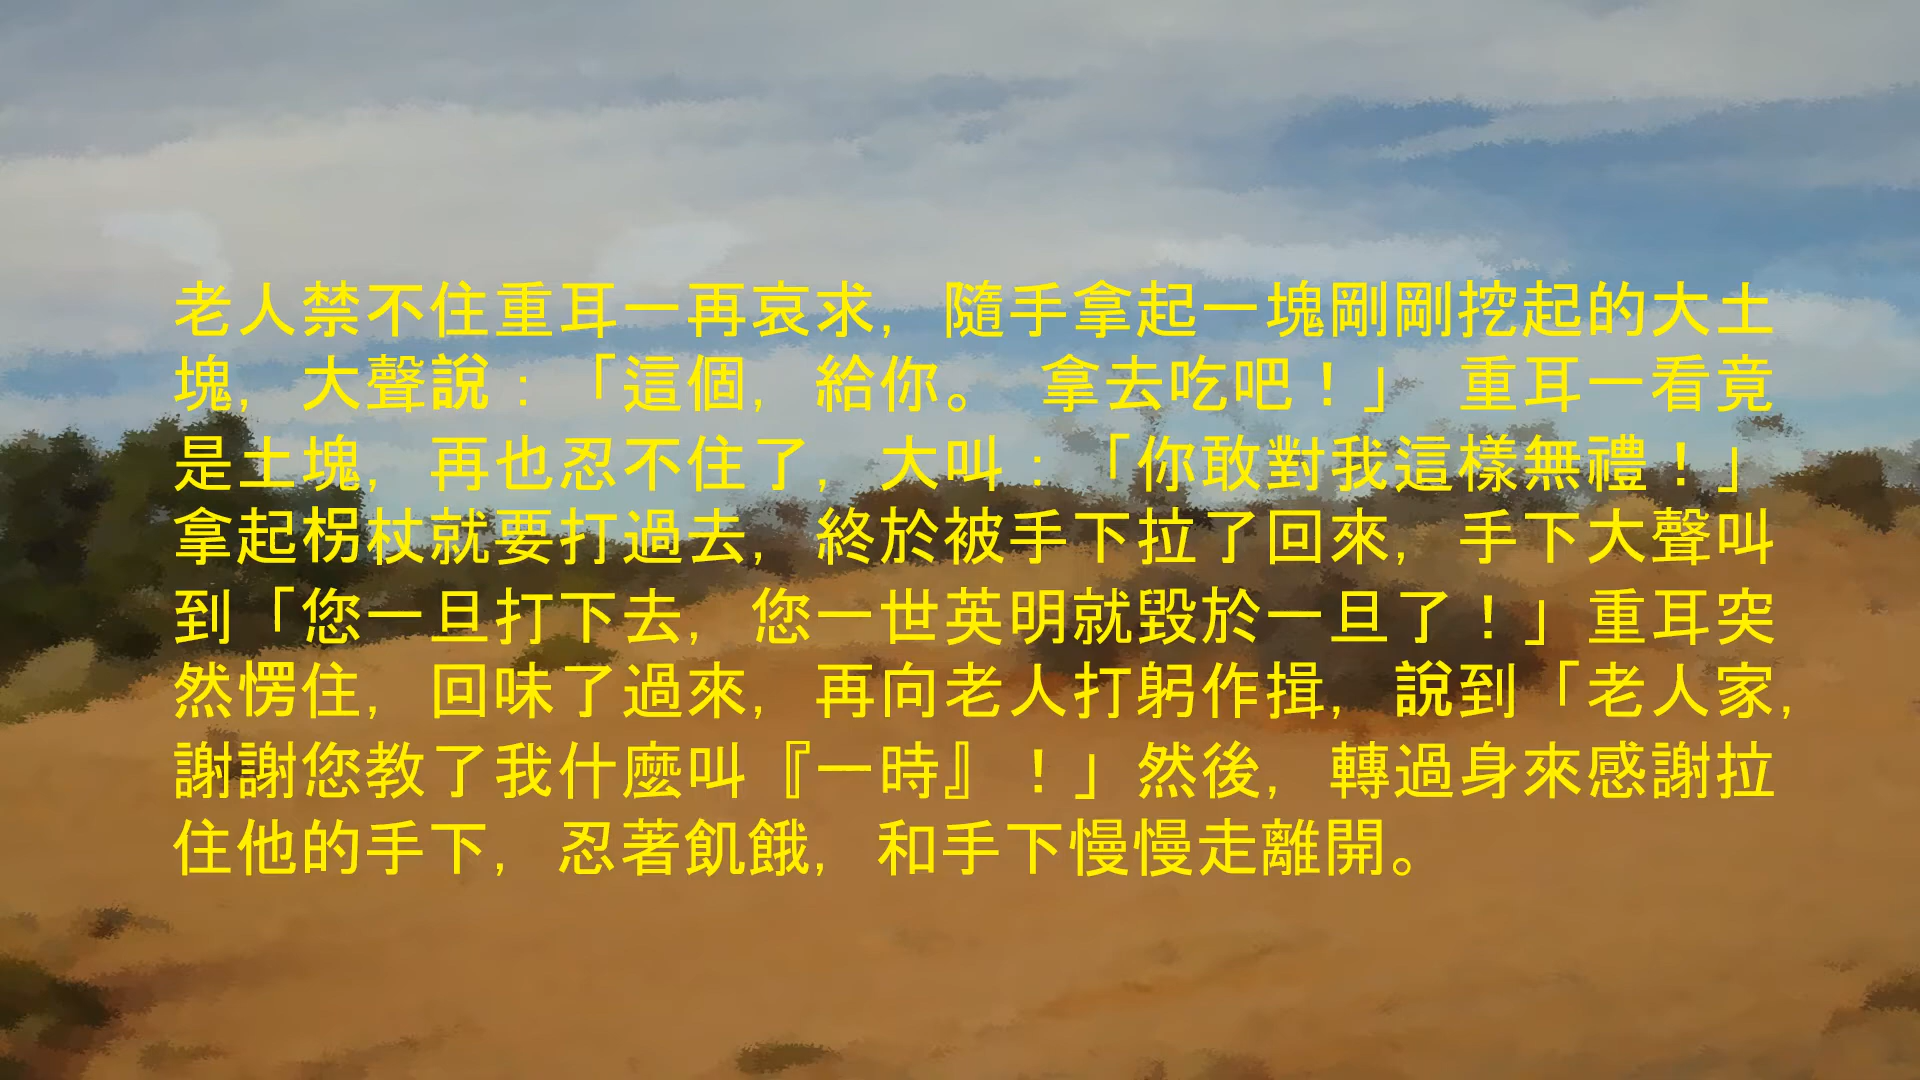 老人禁不住重耳一再哀求，隨手拿起一塊剛剛挖起的大土
塊，大聲說：「這個，給你。 拿去吃吧！」 重耳一看竟
是土塊，再也忍不住了，大叫：「你敢對我這樣無禮！」
拿起柺杖就要打過去，終於被手下拉了回來，手下大聲叫
到「您一旦打下去，您一世英明就毀於一旦了！」重耳突
然愣住，回味了過來，再向老人打躬作揖，說到「老人家，
謝謝您教了我什麼叫『一時』！」然後，轉過身來感謝拉
住他的手下，忍著飢餓，和手下慢慢走離開。